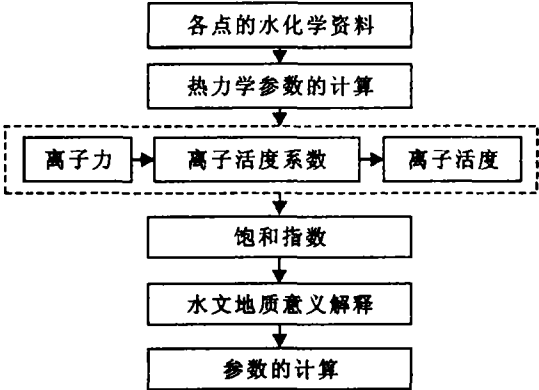 各点的水化学资料
热力学参数的计算
离子力 离子活度系数 离子活度
饱和指数
水文地质意义解释
参数的计算